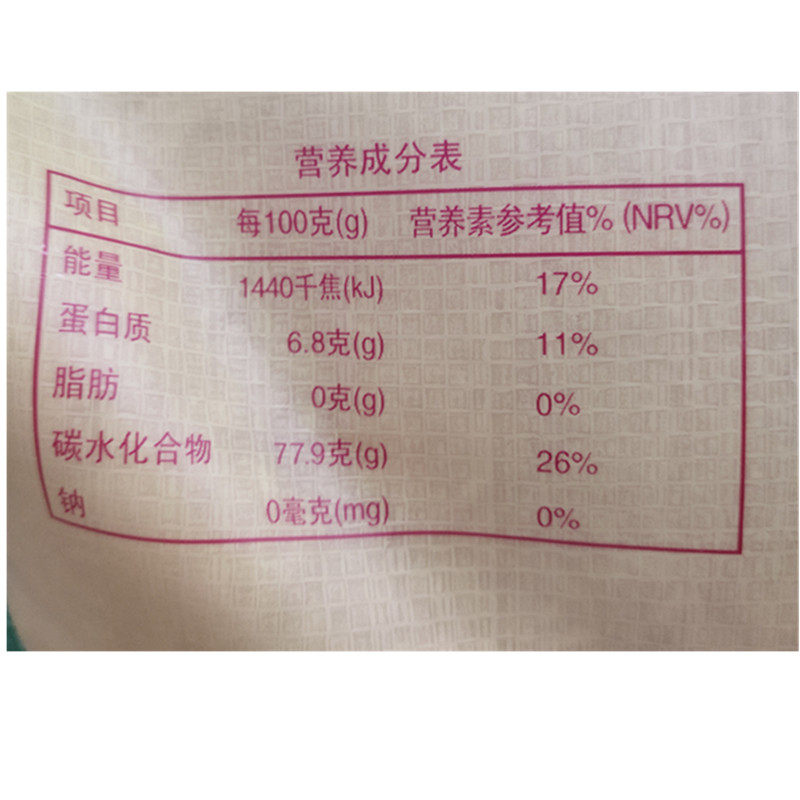 营养成分表
项目 每100克(g) 营养素参考值% (NRV%)
能量 1440千焦(kJ) 17%
蛋白质 6.8克(g) 11%
脂肪 0克(g) 0%
碳水化合物 77.9克(g) 26%
钠 0毫克(mg) 0%